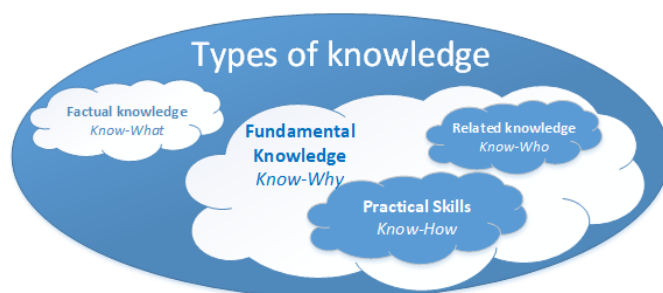 Types of knowledge
Factual knowledge
Know-What
Fundamental
Knowledge
Know-Why
Related knowledge
Know-Who
Practical Skills
Know-How